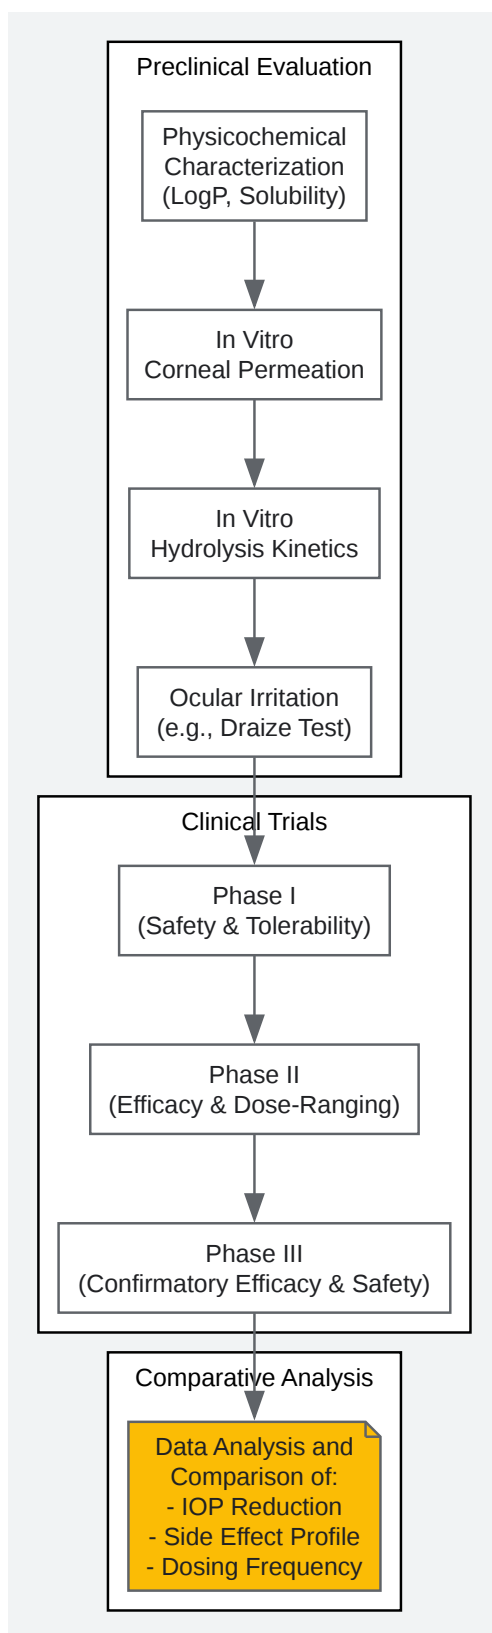 Preclinical Evaluation
Physicochemical
Characterization
(LogP, Solubility)
In Vitro
Corneal Permeation
In Vitro
Hydrolysis Kinetics
Ocular Irritation
(e.g., Draize Test)
Clinical Trials
Phase I
(Safety & Tolerability)
Phase II
(Efficacy & Dose-Ranging)
Phase III
(Confirmatory Efficacy & Safety)
Comparative Analysis
Data Analysis and
Comparison of:
- IOP Reduction
- Side Effect Profile
- Dosing Frequency